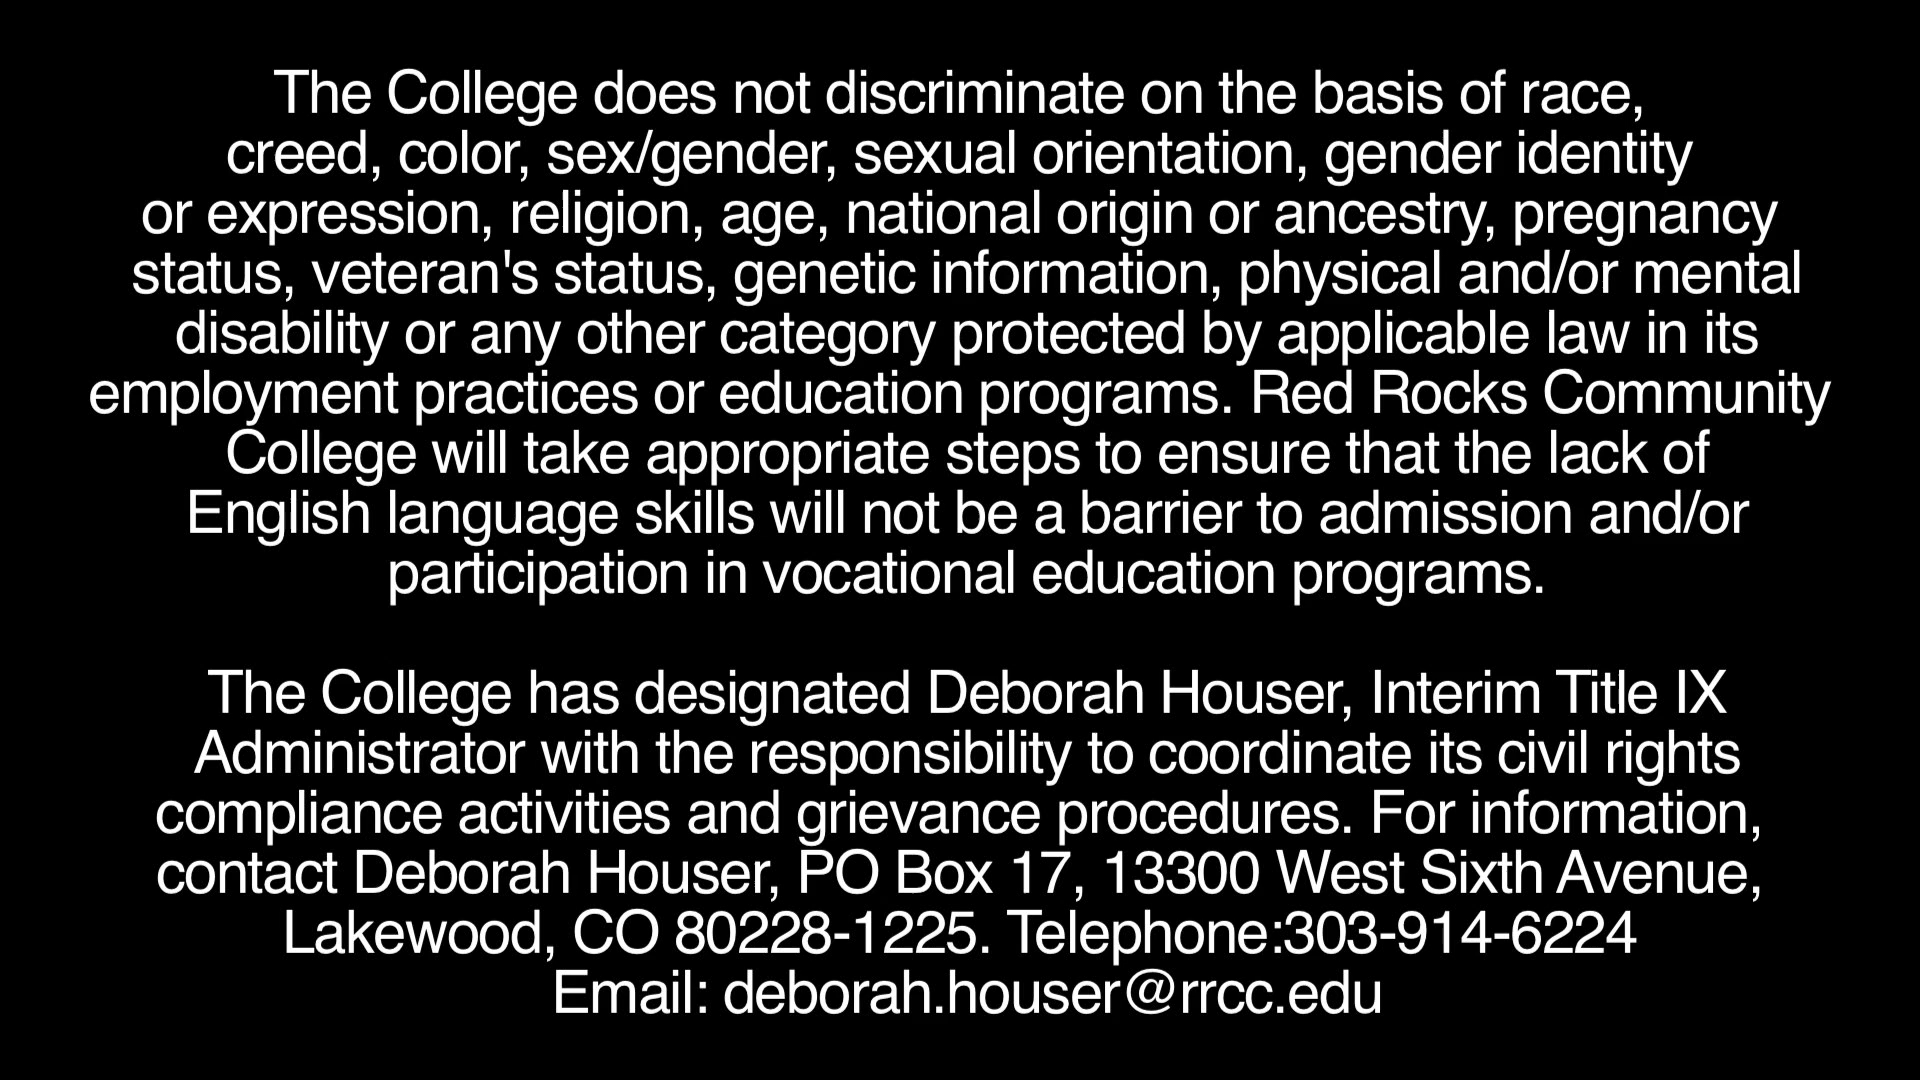 The College does not discriminate on the basis of race,
creed, color, sex/gender, sexual orientation, gender identity
or expression, religion, age, national origin or ancestry, pregnancy
status, veteran's status, genetic information, physical and/or mental
disability or any other category protected by applicable law in its
employment practices or education programs. Red Rocks Community
College will take appropriate steps to ensure that the lack of
English language skills will not be a barrier to admission and/or
participation in vocational education programs.
The College has designated Deborah Houser, Interim Title IX
Administrator with the responsibility to coordinate its civil rights
compliance activities and grievance procedures. For information,
contact Deborah Houser, PO Box 17, 13300 West Sixth Avenue,
Lakewood, CO 80228-1225. Telephone:303-914-6224
Email: deborah.houser@rrcc.edu